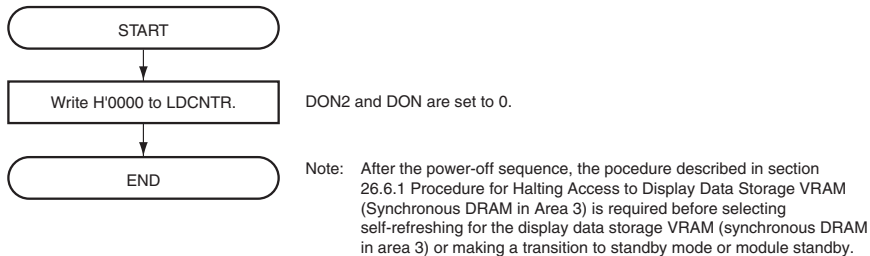 START
Write H'0000 to LDCNTR.
DON2 and DON are set to 0.
END
Note: After the power-off sequence, the pocedure described in section
26.6.1 Procedure for Halting Access to Display Data Storage VRAM
(Synchronous DRAM in Area 3) is required before selecting
self-refreshing for the display data storage VRAM (synchronous DRAM
in area 3) or making a transition to standby mode or module standby.